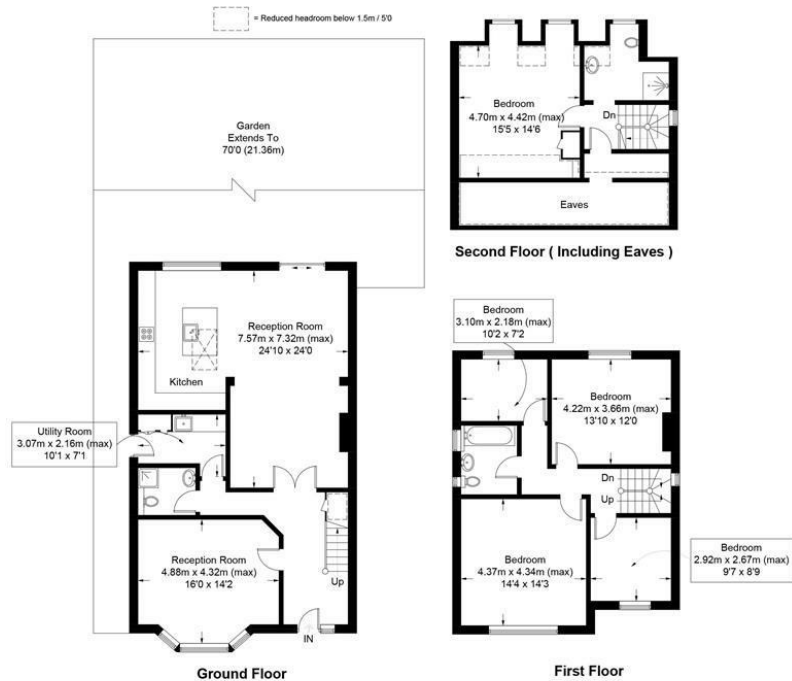 = Reduced headroom below 1.5m / 5'0
Garden
Extends To
70'0 (21.36m)
Bedroom
4.70m x 4.42m (max)
15'5 x 14'6
Dn
Eaves
Second Floor ( Including Eaves )
Reception Room
7.57m x 7.32m (max)
24'10 x 24'0
Kitchen
Utility Room
3.07m x 2.16m (max)
10'1 x 7'1
Reception Room
4.88m x 4.32m (max)
16'0 x 14'2
Up
IN
Ground Floor
Bedroom
3.10m x 2.18m (max)
10'2 x 7'2
Bedroom
4.22m x 3.66m (max)
13'10 x 12'0
Dn
Up
Bedroom
4.37m x 4.34m (max)
14'4 x 14'3
Bedroom
2.92m x 2.67m (max)
9'7 x 8'9
First Floor